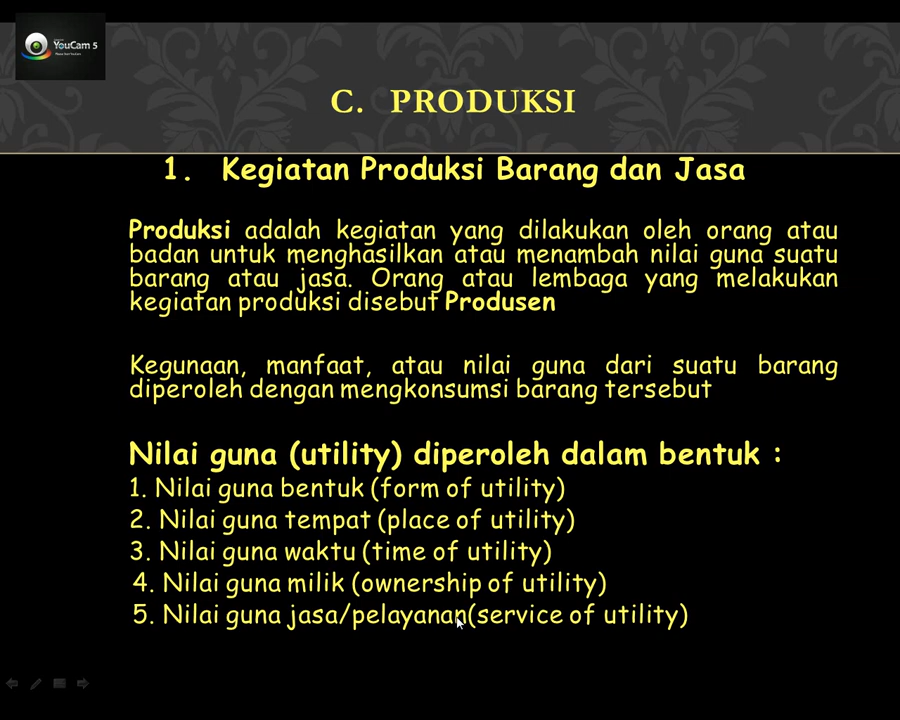 YouCam 5
C. PRODUKSI
1. Kegiatan Produksi Barang dan Jasa
Produksi adalah kegiatan yang dilakukan oleh orang atau
badan untuk menghasilkan atau menambah nilai guna suatu
barang atau jasa. Orang atau lembaga yang melakukan
kegiatan produksi disebut Produsen
Kegunaan, manfaat, atau nilai guna dari suatu barang
diperoleh dengan mengkonsumsi barang tersebut
Nilai guna (utility) diperoleh dalam bentuk :
1. Nilai guna bentuk (form of utility)
2. Nilai guna tempat (place of utility)
3. Nilai guna waktu (time of utility)
4. Nilai guna milik (ownership of utility)
5. Nilai guna jasa/pelayanan(service of utility)